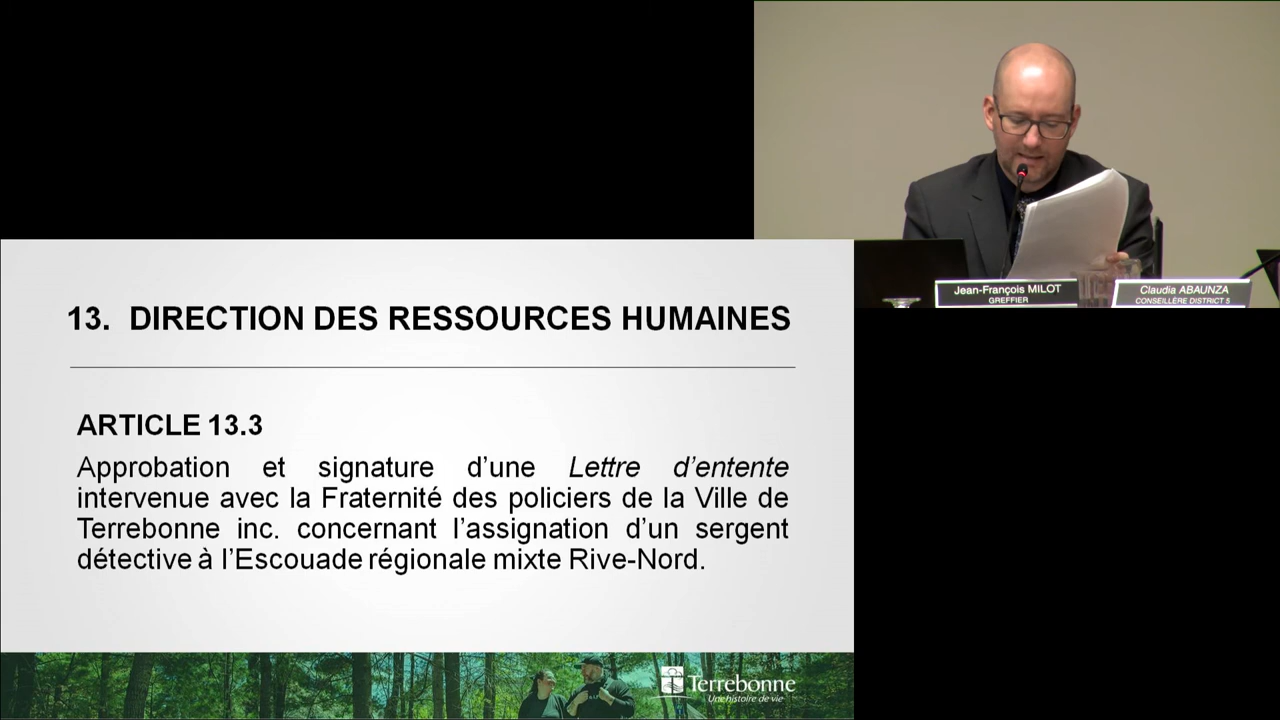 Jean-François MILOT
GREFFIER
Claudia ABAUNZA
CONSEILLÈRE DISTRICT 5
13. DIRECTION DES RESSOURCES HUMAINES
ARTICLE 13.3
Approbation et signature d’une Lettre d’entente
intervenue avec la Fraternité des policiers de la Ville de
Terrebonne inc. concernant l’assignation d’un sergent
détective à l’Escouade régionale mixte Rive-Nord.
Terrebonne
Une histoire de vie